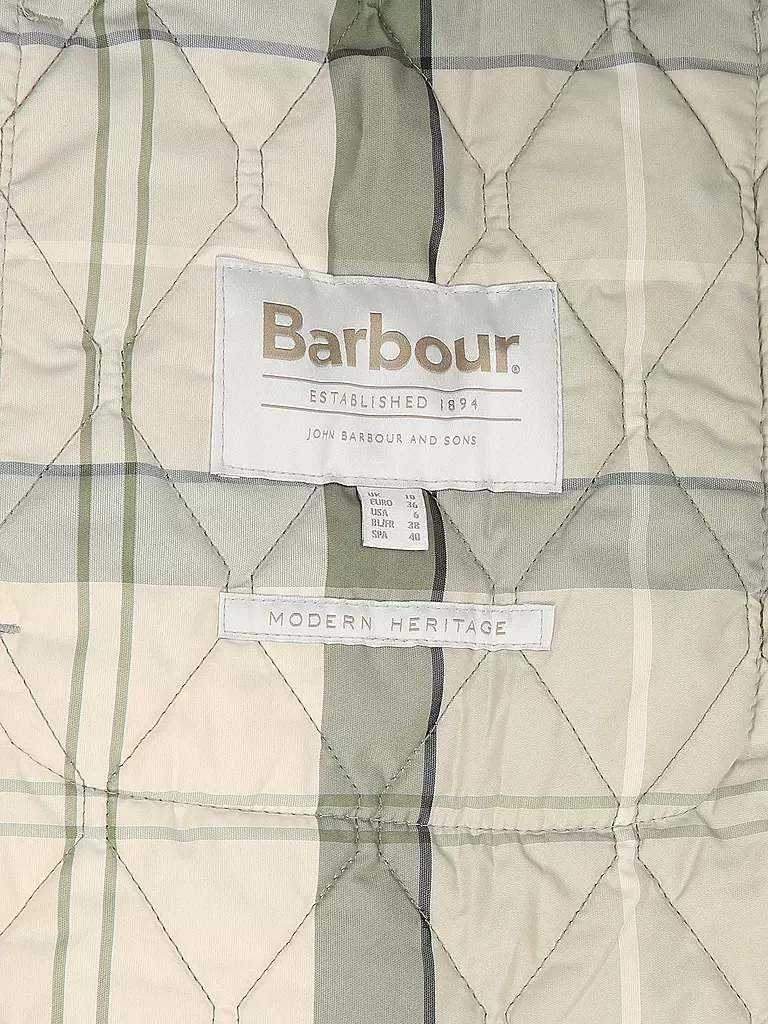 Barbour®
ESTABLISHED 1894
JOHN BARBOUR AND SONS
UK 10
EURO 36
USA 6
BL/FR 38
SPA 40
MODERN HERITAGE